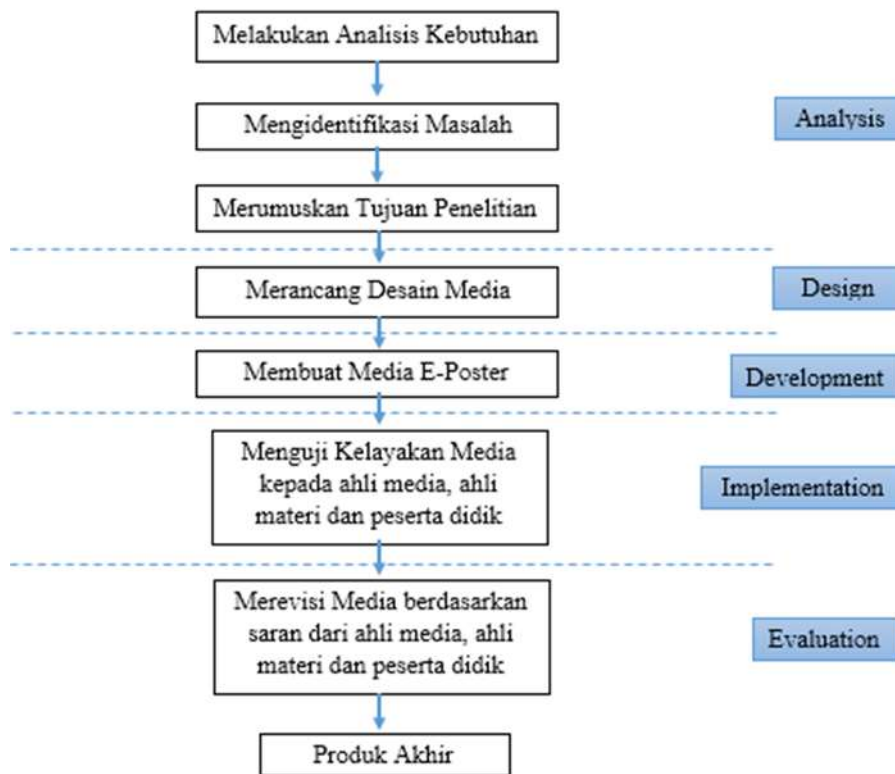 Melakukan Analisis Kebutuhan
Mengidentifikasi Masalah
Analysis
Merumuskan Tujuan Penelitian
Merancang Desain Media
Design
Membuat Media E-Poster
Development
Menguji Kelayakan Media
kepada ahli media, ahli
materi dan peserta didik
Implementation
Merevisi Media berdasarkan
saran dari ahli media, ahli
materi dan peserta didik
Evaluation
Produk Akhir